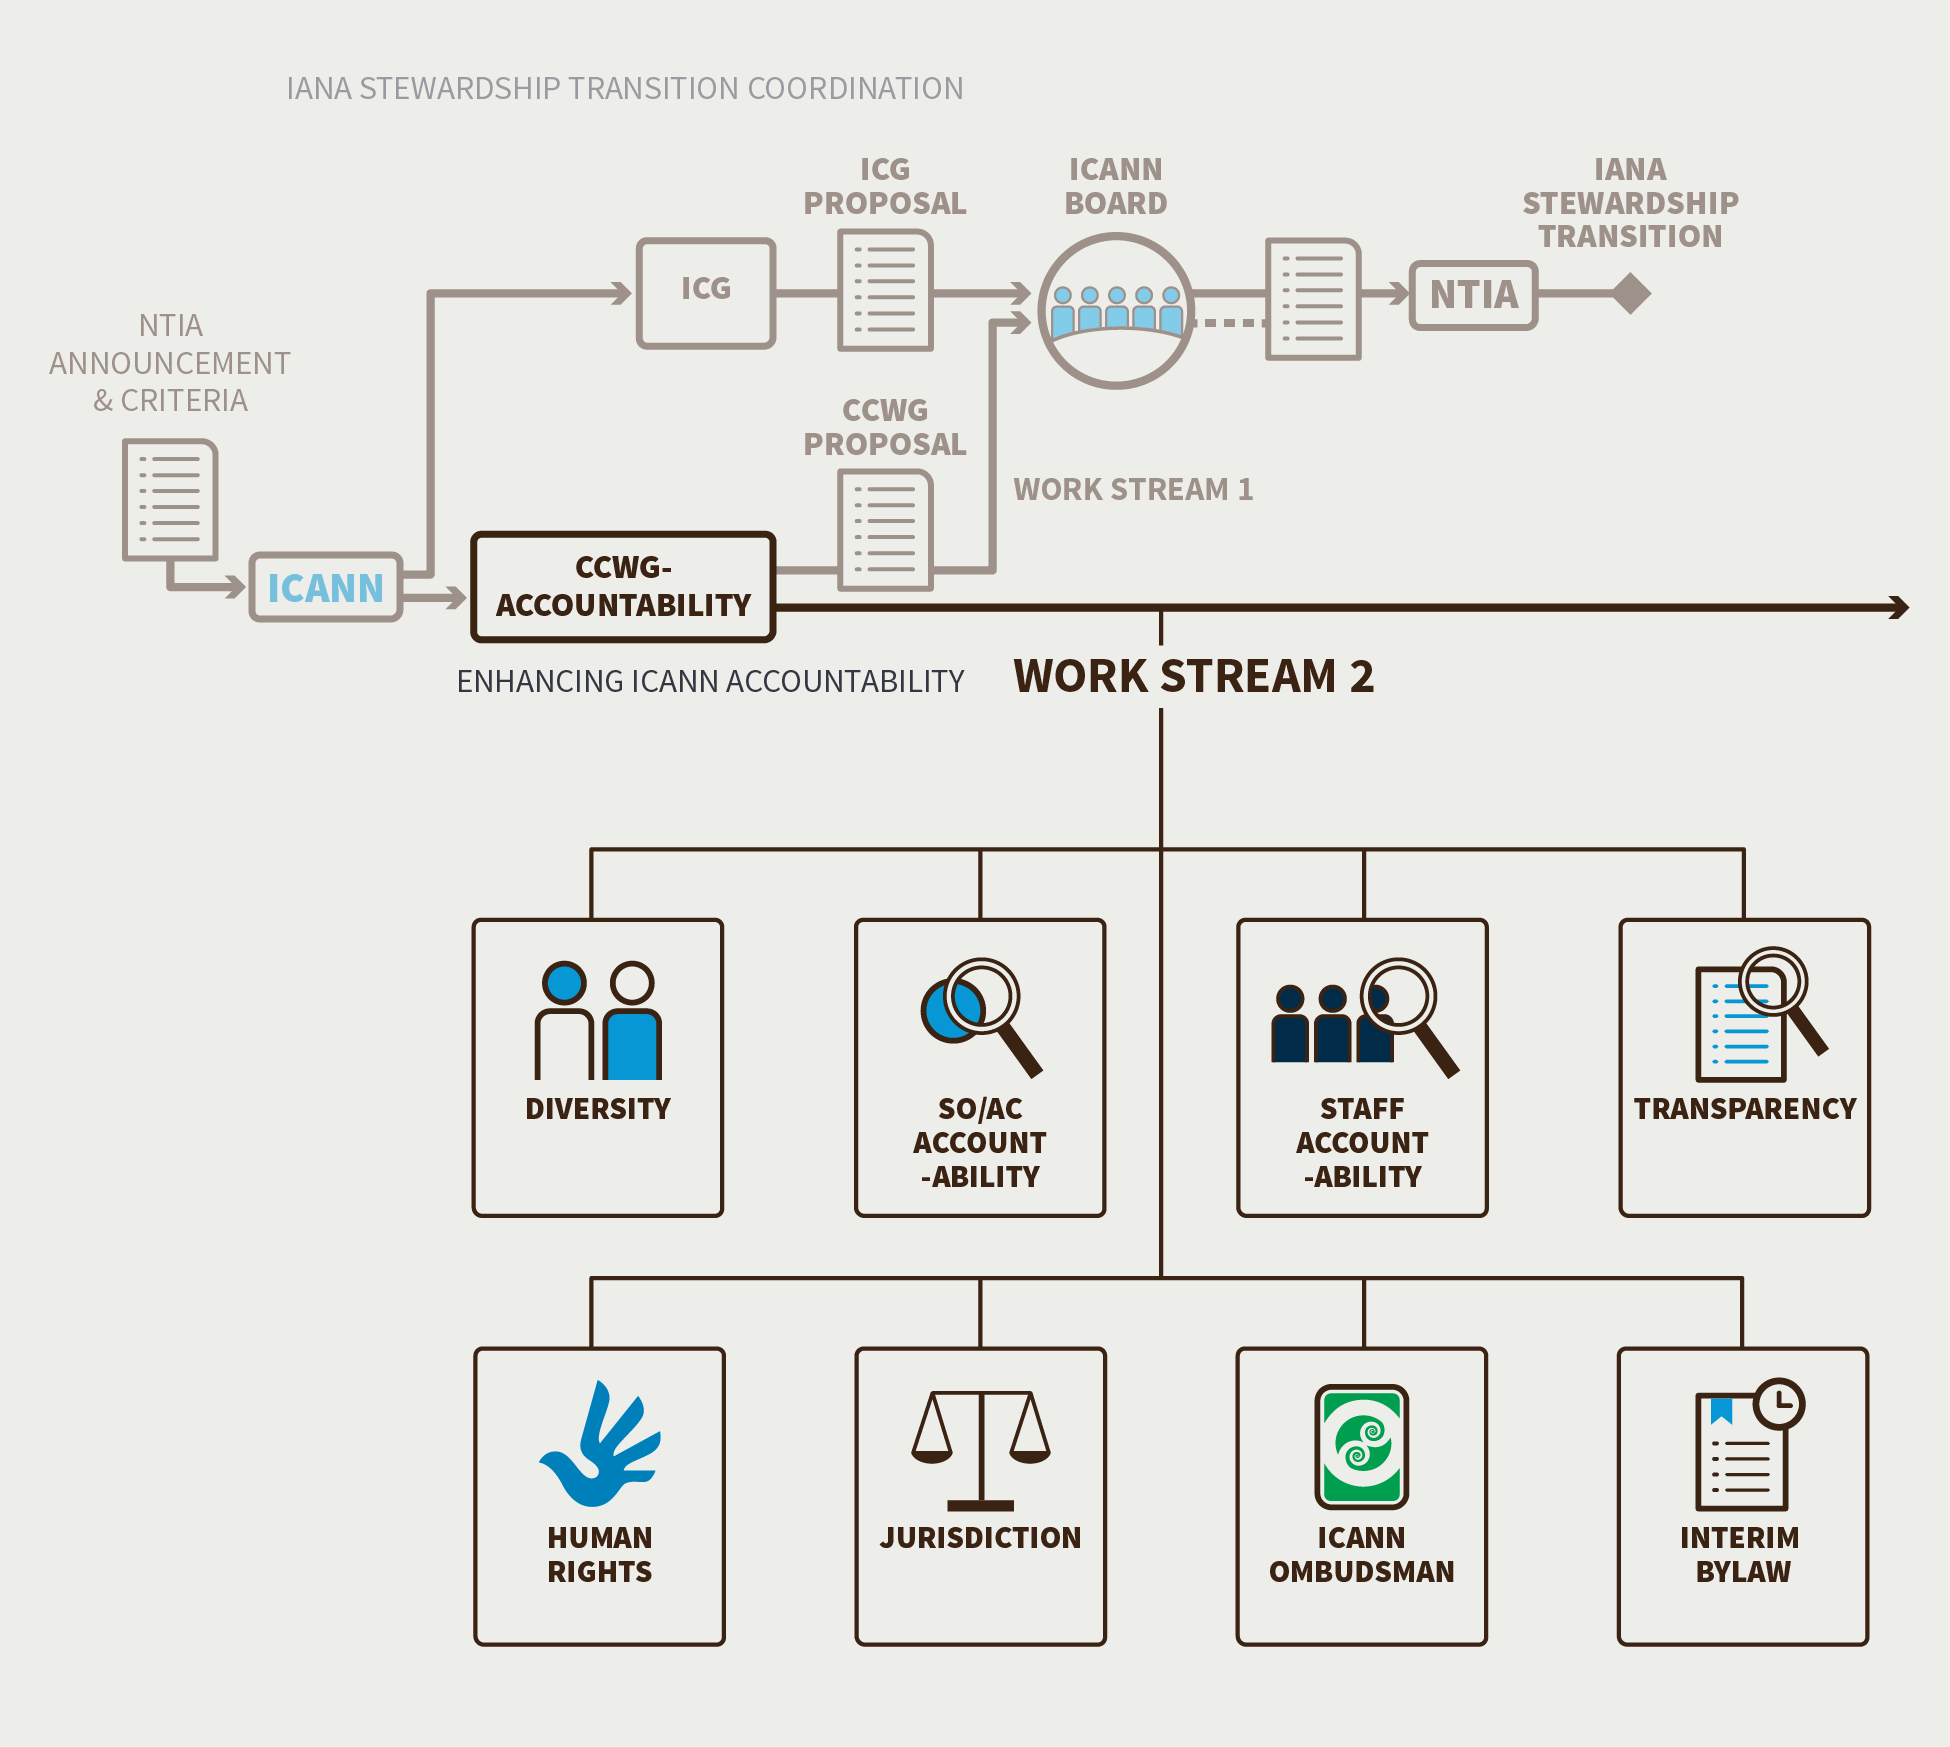 IANA STEWARDSHIP TRANSITION COORDINATION
ICG
PROPOSAL
ICANN
BOARD
IANA
STEWARDSHIP
TRANSITION
ICG
NTIA
NTIA
ANNOUNCEMENT
& CRITERIA
CCWG
PROPOSAL
WORK STREAM 1
ICANN
CCWG-
ACCOUNTABILITY
ENHANCING ICANN ACCOUNTABILITY
WORK STREAM 2
DIVERSITY
SO/AC
ACCOUNT
-ABILITY
STAFF
ACCOUNT
-ABILITY
TRANSPARENCY
HUMAN
RIGHTS
JURISDICTION
ICANN
OMBUDSMAN
INTERIM
BYLAW